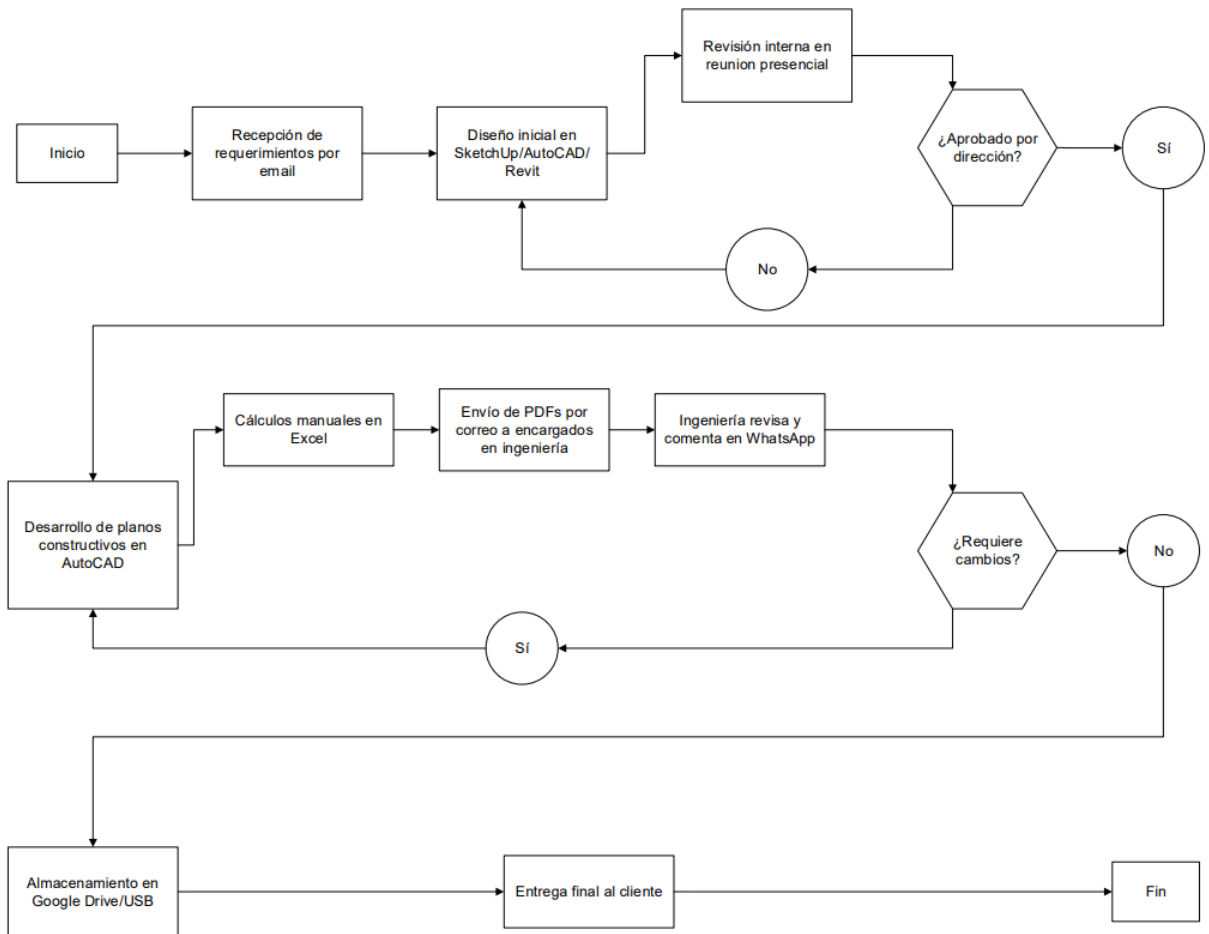 Inicio
Recepción de
requerimientos por
email
Diseño inicial en
SketchUp/AutoCAD/
Revit
Revisión interna en
reunion presencial
¿Aprobado por
dirección?
Sí
No
Desarrollo de planos
constructivos en
AutoCAD
Cálculos manuales en
Excel
Envío de PDFs por
correo a encargados
en ingeniería
Ingeniería revisa y
comenta en WhatsApp
¿Requiere
cambios?
No
Sí
Almacenamiento en
Google Drive/USB
Entrega final al cliente
Fin